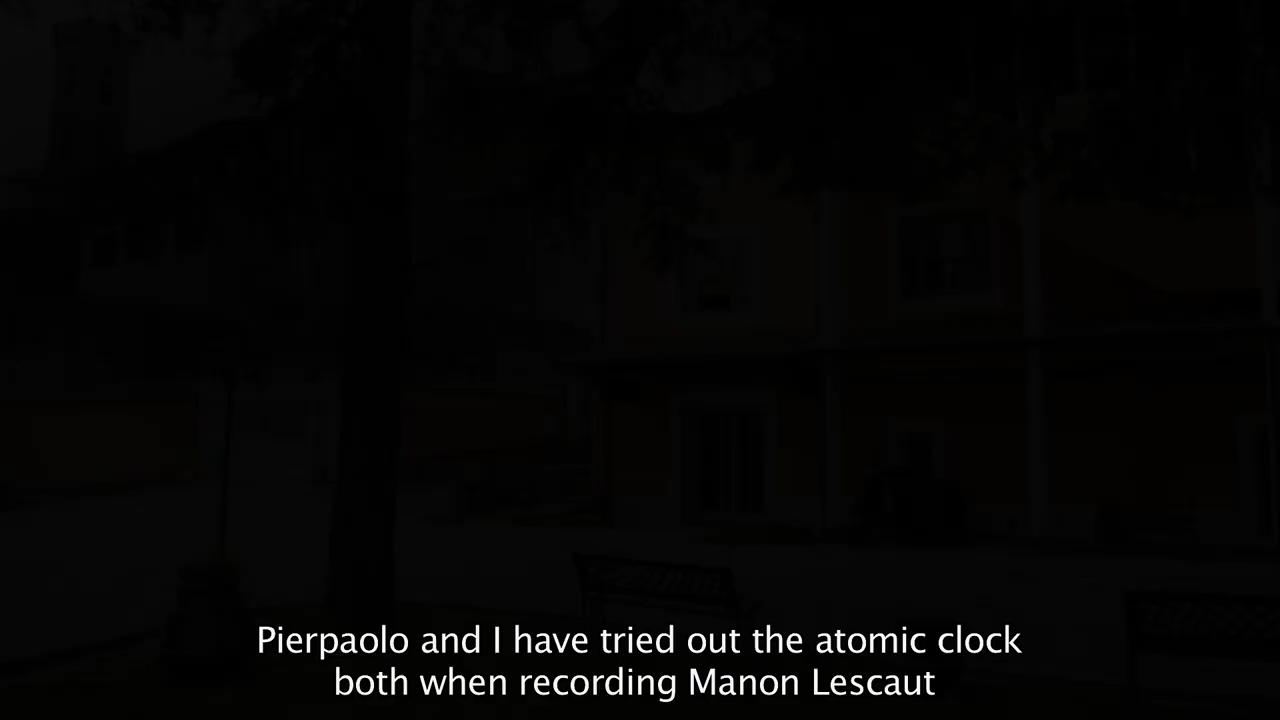 Pierpaolo and I have tried out the atomic clock
both when recording Manon Lescaut